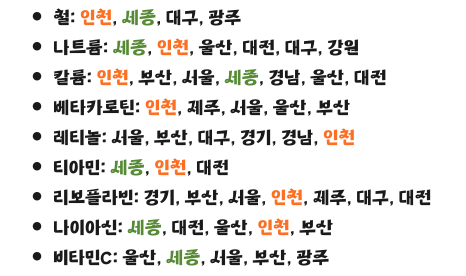 • 철: 인천, 세종, 대구, 광주
• 나트륨: 세종, 인천, 울산, 대전, 대구, 강원
• 칼륨: 인천, 부산, 서울, 세종, 경남, 울산, 대전
• 베타카로틴: 인천, 제주, 서울, 울산, 부산
• 레티놀: 서울, 부산, 대구, 경기, 경남, 인천
• 티아민: 세종, 인천, 대전
• 리보플라빈: 경기, 부산, 서울, 인천, 제주, 대구, 대전
• 나이아신: 세종, 대전, 울산, 인천, 부산
• 비타민C: 울산, 세종, 서울, 부산, 광주